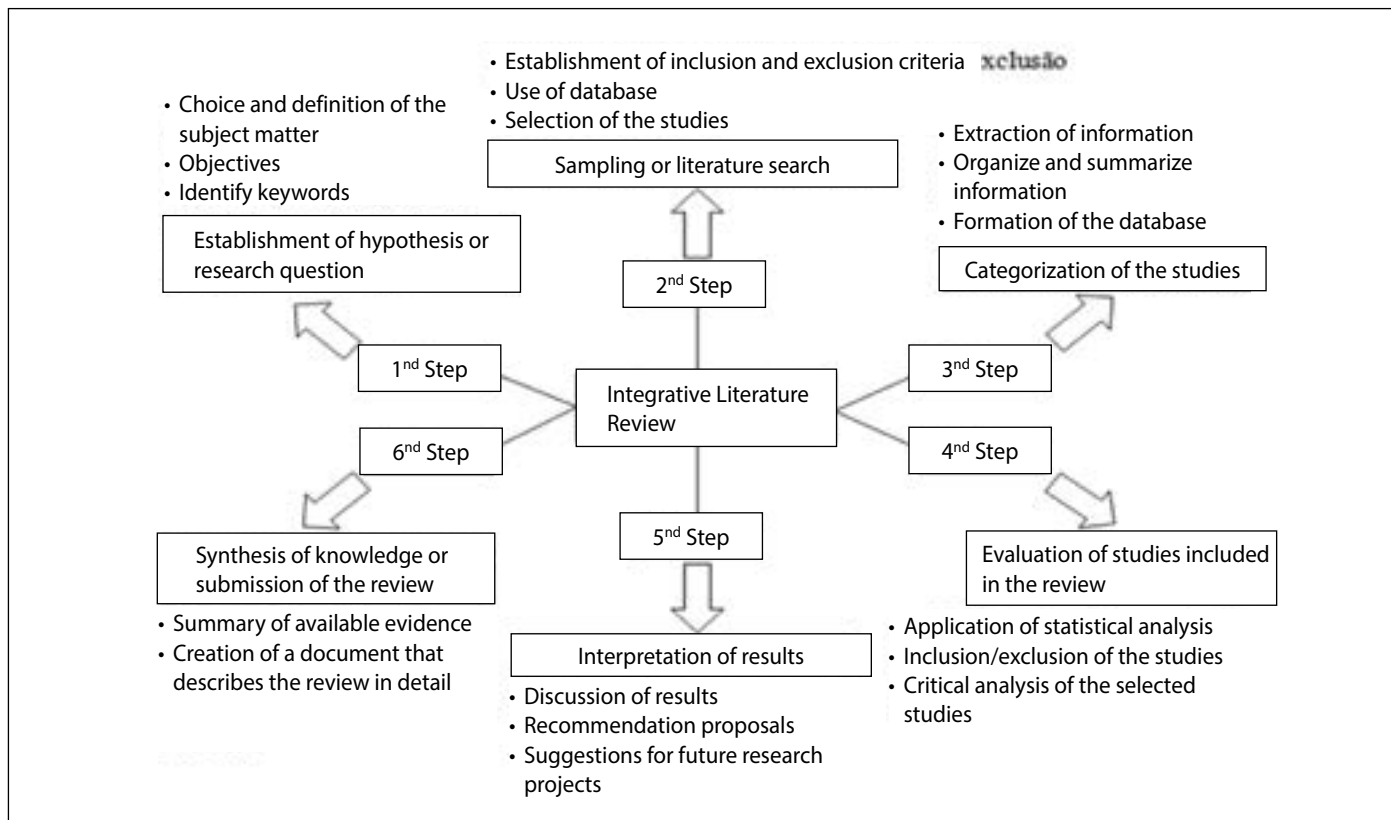 • Establishment of inclusion and exclusion criteria xclusão
• Use of database
• Selection of the studies
Sampling or literature search
2nd Step
• Choice and definition of the
subject matter
• Objectives
• Identify keywords
Establishment of hypothesis or
research question
1nd Step
• Extraction of information
• Organize and summarize
information
• Formation of the database
Categorization of the studies
3nd Step
Integrative Literature
Review
6nd Step
Synthesis of knowledge or
submission of the review
• Summary of available evidence
• Creation of a document that
describes the review in detail
5nd Step
Interpretation of results
• Discussion of results
• Recommendation proposals
• Suggestions for future research
projects
4nd Step
Evaluation of studies included
in the review
• Application of statistical analysis
• Inclusion/exclusion of the studies
• Critical analysis of the selected
studies